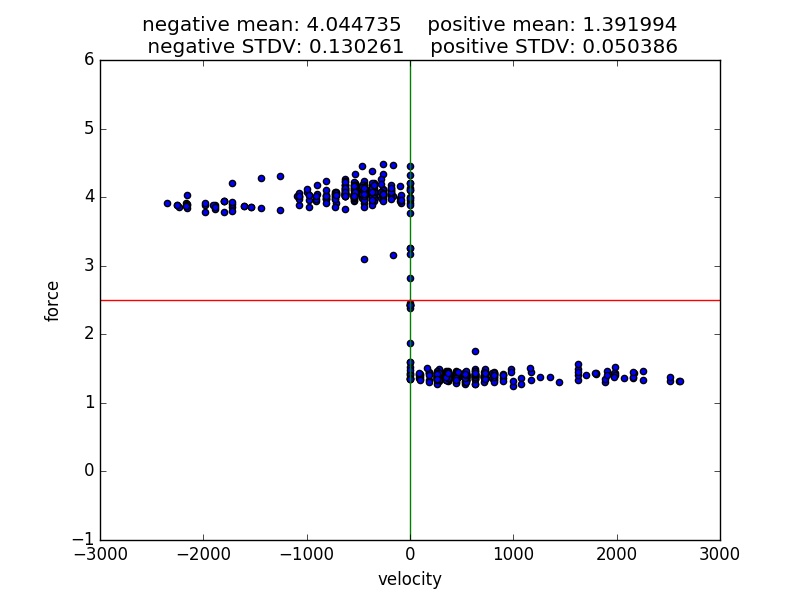 negative mean: 4.044735 positive mean: 1.391994
negative STDV: 0.130261 positive STDV: 0.050386
6
5
4
3
2
1
0
−1
force
−3000 −2000 −1000 0 1000 2000 3000
velocity